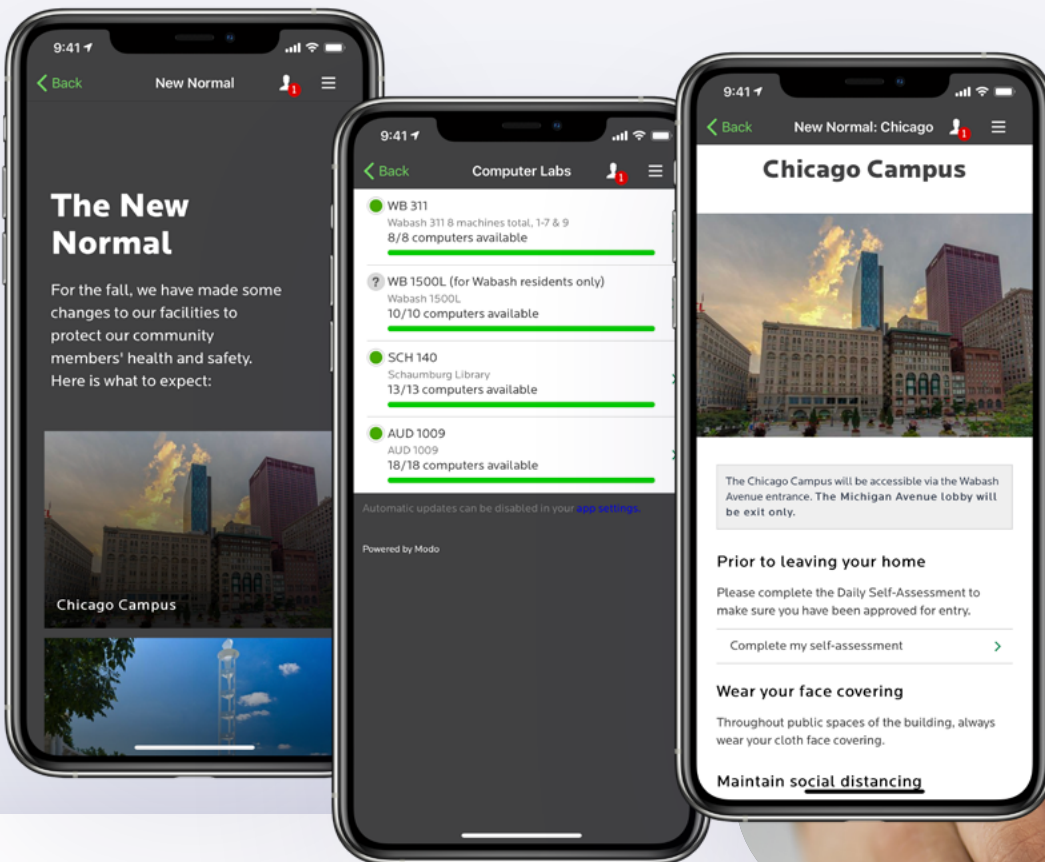 9:41
Back
New Normal
1
The New
Normal
For the fall, we have made some
changes to our facilities to
protect our community
members' health and safety.
Here is what to expect:
Chicago Campus
9:41
Back
Computer Labs
1
WB 311
Wabash 311 8 machines total, 1-7 & 9
8/8 computers available
?
WB 1500L (for Wabash residents only)
Wabash 1500L
10/10 computers available
SCH 140
Schaumburg Library
13/13 computers available
AUD 1009
AUD 1009
18/18 computers available
Automatic updates can be disabled in your app settings.
Powered by Modo
9:41
Back
New Normal: Chicago
1
Chicago Campus
The Chicago Campus will be accessible via the Wabash
Avenue entrance. The Michigan Avenue lobby will
be exit only.
Prior to leaving your home
Please complete the Daily Self-Assessment to
make sure you have been approved for entry.
Complete my self-assessment
Wear your face covering
Throughout public spaces of the building, always
wear your cloth face covering.
Maintain social distancing